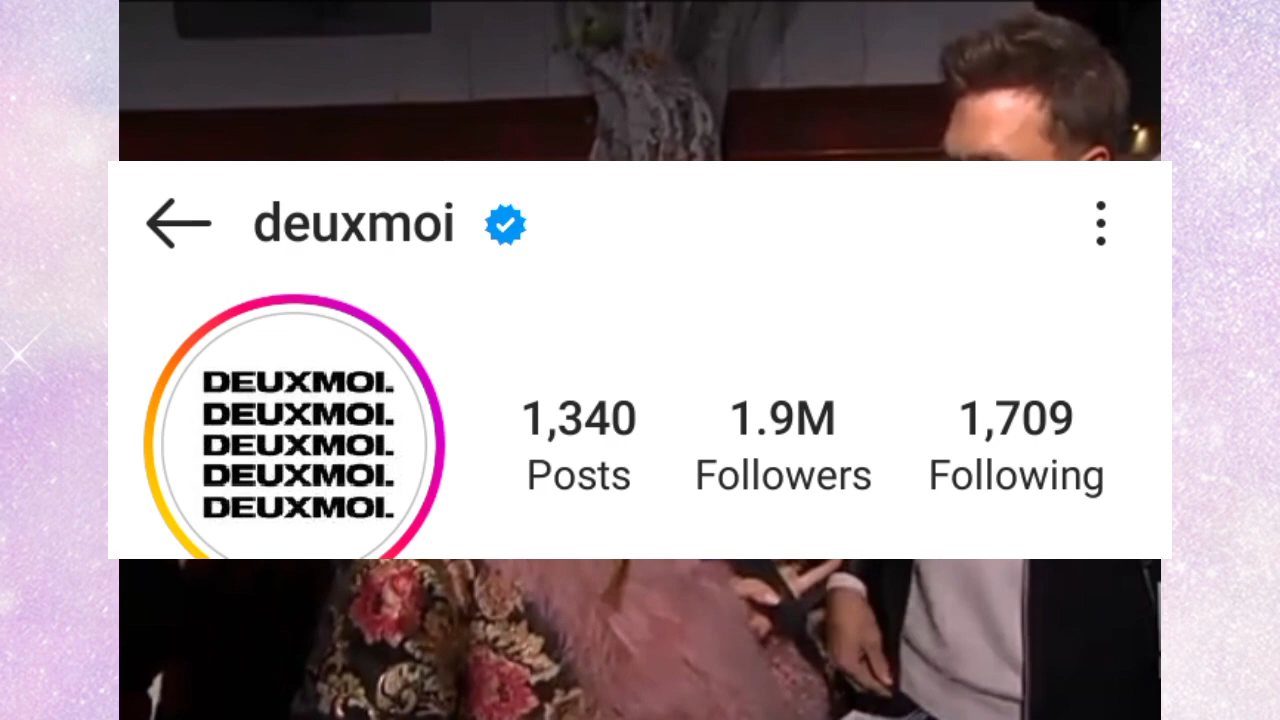 deuxmoi
DEUXMOI.
DEUXMOI.
DEUXMOI.
DEUXMOI.
DEUXMOI.
1,340 1.9M 1,709
Posts Followers Following